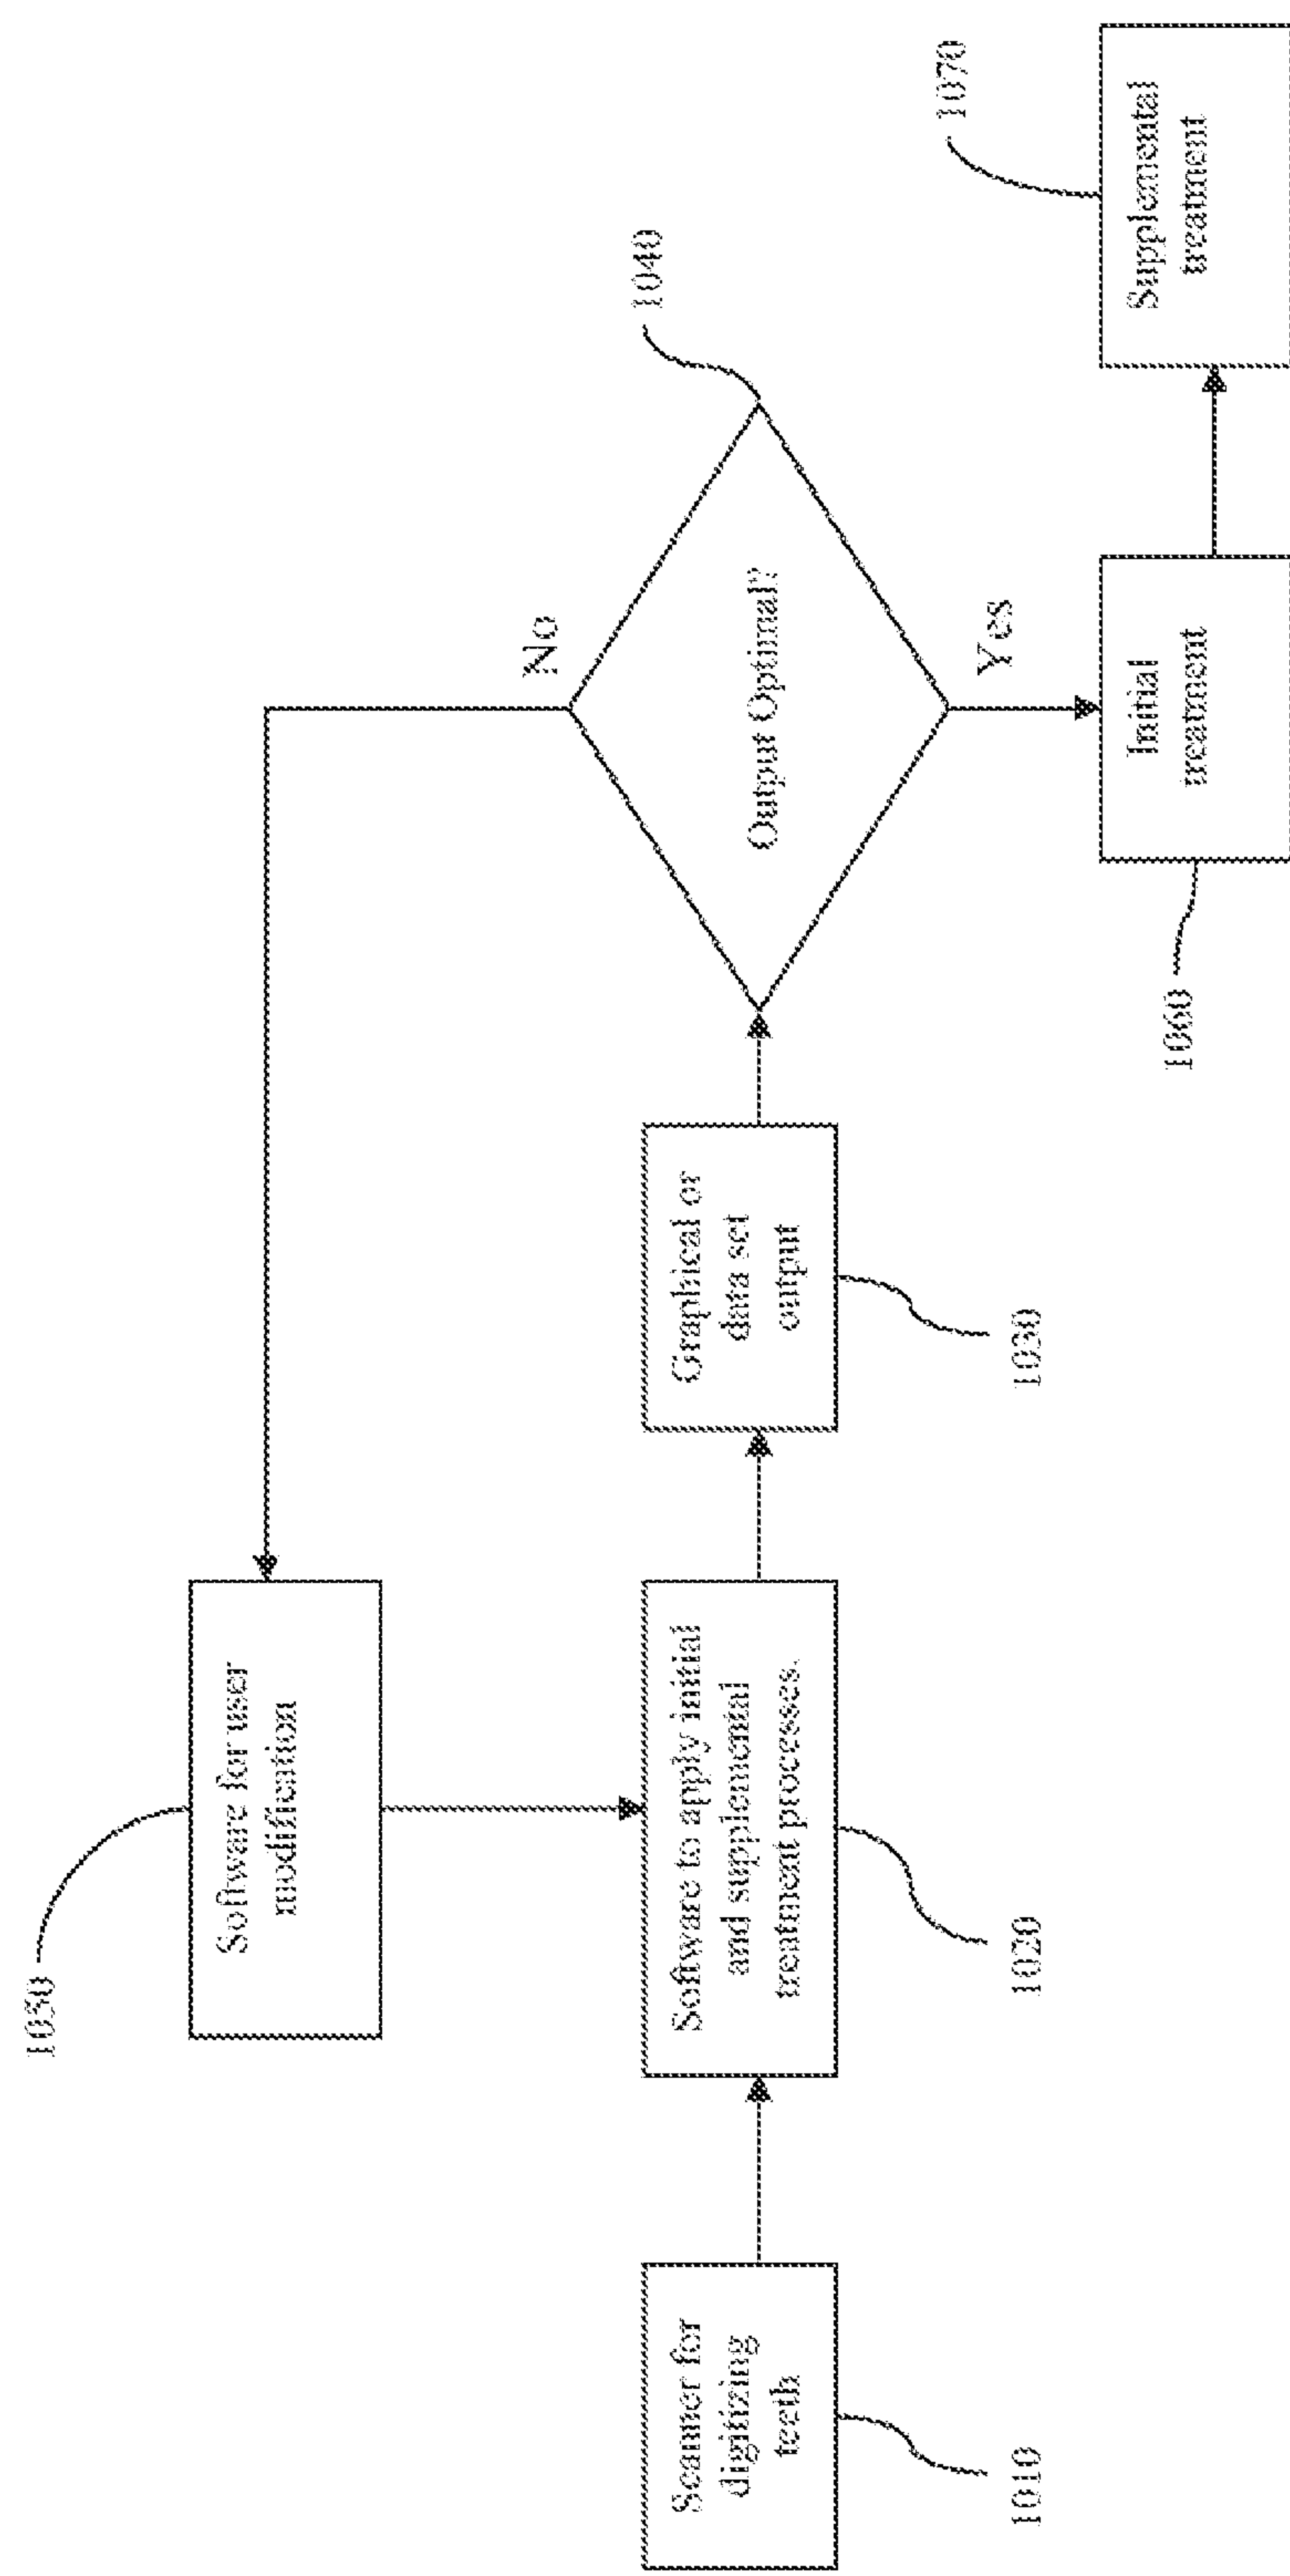 1050
Software for user
modification
No
1040
Output Optimal?
Yes
Scanner for
digitizing
teeth
1010
Software to apply initial
and supplemental
treatment processes.
1020
Graphical or
data set
output
1030
1060
Initial
treatment
Supplemental
treatment
1070